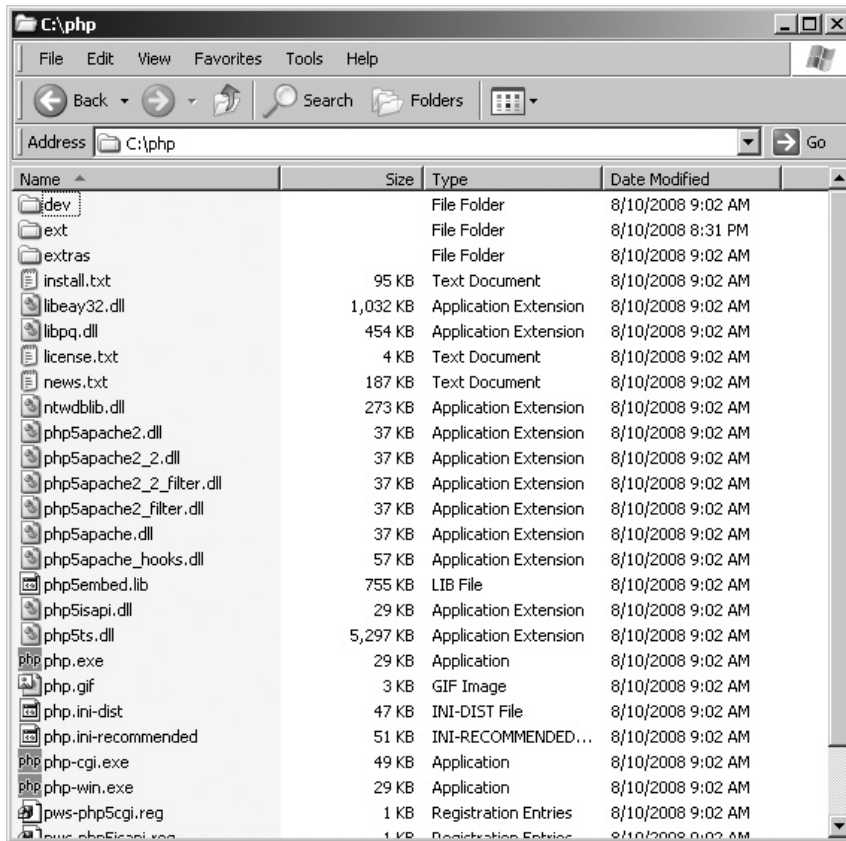 C:\php
File Edit View Favorites Tools Help
Back Search Folders
Address C:\php Go
Name Size Type Date Modified
dev File Folder 8/10/2008 9:02 AM
ext File Folder 8/10/2008 8:31 PM
extras File Folder 8/10/2008 9:02 AM
install.txt 95 KB Text Document 8/10/2008 9:02 AM
libeay32.dll 1,032 KB Application Extension 8/10/2008 9:02 AM
libpq.dll 454 KB Application Extension 8/10/2008 9:02 AM
license.txt 4 KB Text Document 8/10/2008 9:02 AM
news.txt 187 KB Text Document 8/10/2008 9:02 AM
ntwdblib.dll 273 KB Application Extension 8/10/2008 9:02 AM
php5apache2.dll 37 KB Application Extension 8/10/2008 9:02 AM
php5apache2_2.dll 37 KB Application Extension 8/10/2008 9:02 AM
php5apache2_2_filter.dll 37 KB Application Extension 8/10/2008 9:02 AM
php5apache2_filter.dll 37 KB Application Extension 8/10/2008 9:02 AM
php5apache.dll 37 KB Application Extension 8/10/2008 9:02 AM
php5apache_hooks.dll 57 KB Application Extension 8/10/2008 9:02 AM
php5embed.lib 755 KB LIB File 8/10/2008 9:02 AM
php5isapi.dll 29 KB Application Extension 8/10/2008 9:02 AM
php5ts.dll 5,297 KB Application Extension 8/10/2008 9:02 AM
php php.exe 29 KB Application 8/10/2008 9:02 AM
php.gif 3 KB GIF Image 8/10/2008 9:02 AM
php.ini-dist 47 KB INI-DIST File 8/10/2008 9:02 AM
php.ini-recommended 51 KB INI-RECOMMENDED... 8/10/2008 9:02 AM
php php-cgi.exe 49 KB Application 8/10/2008 9:02 AM
php php-win.exe 29 KB Application 8/10/2008 9:02 AM
pws-php5cgi.reg 1 KB Registration Entries 8/10/2008 9:02 AM
pws-php5isapi.reg 1 KB Registration Entries 8/10/2008 9:02 AM